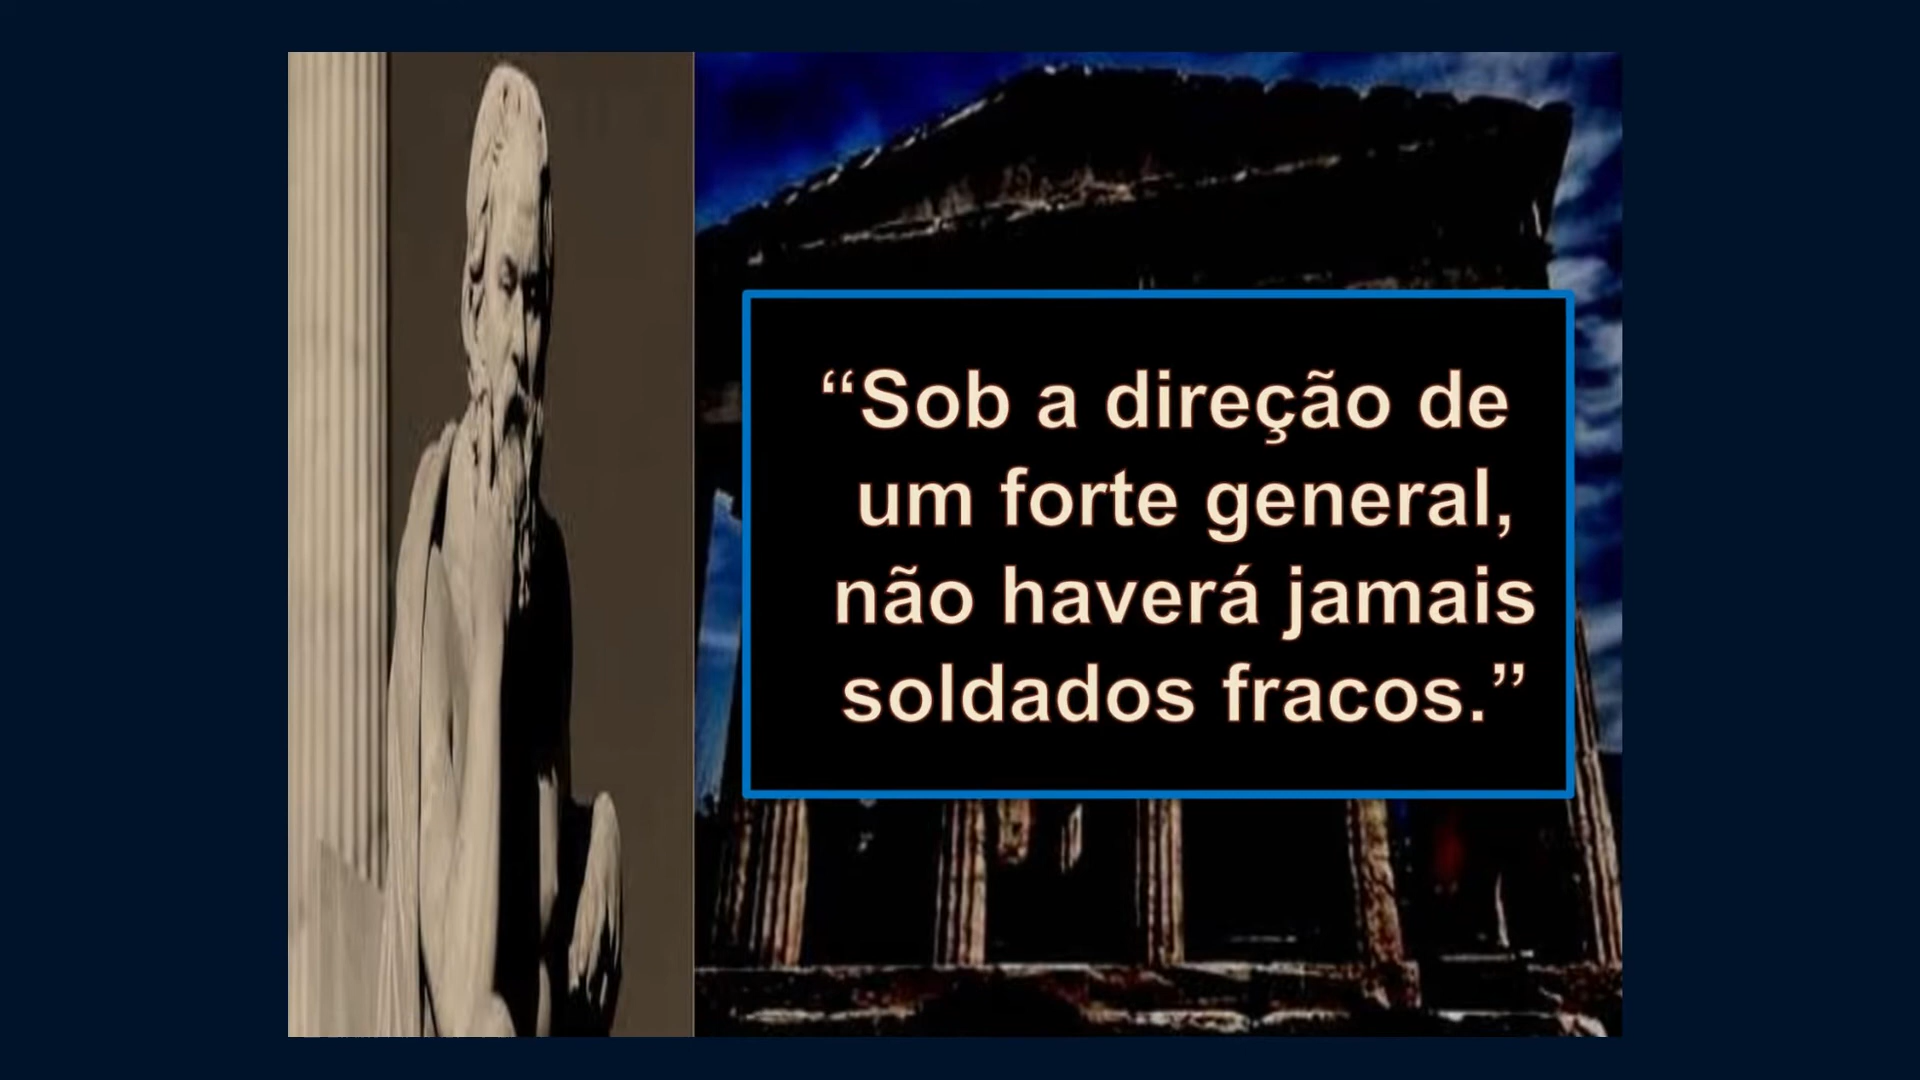 “Sob a direção de
um forte general,
não haverá jamais
soldados fracos.”